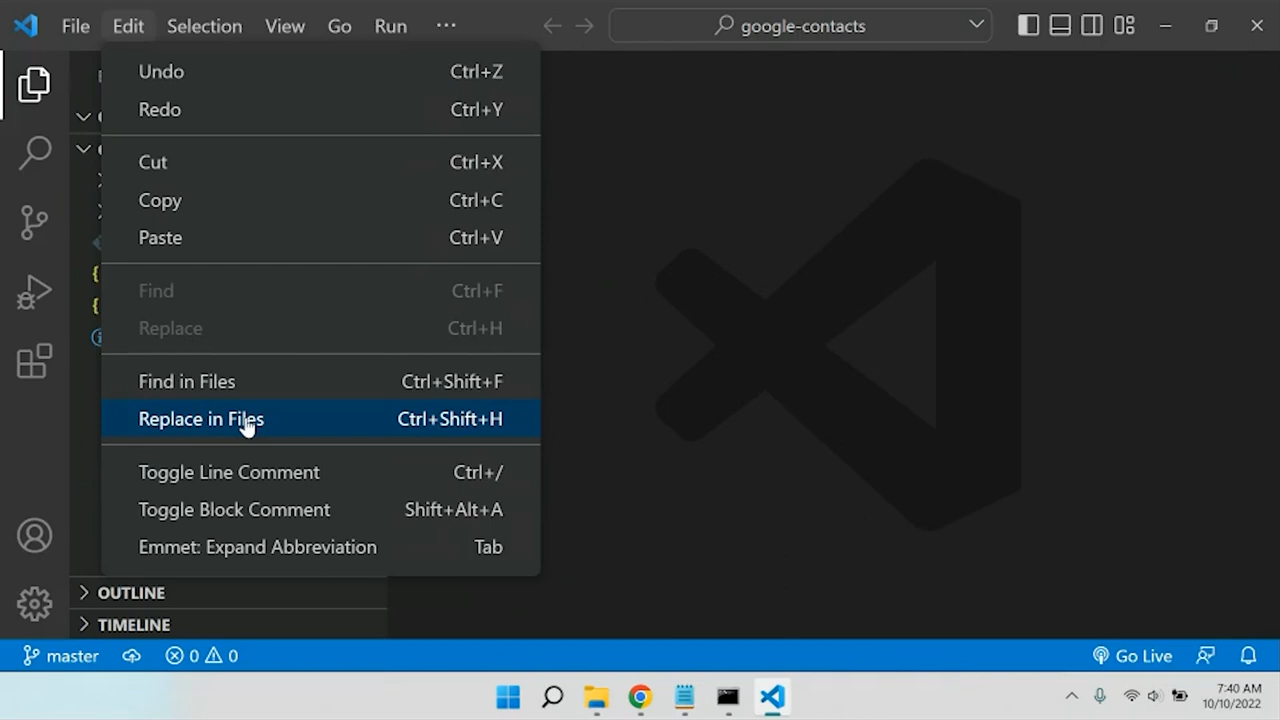 File Edit Selection View Go Run ··· google-contacts
Undo Ctrl+Z
Redo Ctrl+Y
Cut Ctrl+X
Copy Ctrl+C
Paste Ctrl+V
Find Ctrl+F
Replace Ctrl+H
Find in Files Ctrl+Shift+F
Replace in Files Ctrl+Shift+H
Toggle Line Comment Ctrl+/
Toggle Block Comment Shift+Alt+A
Emmet: Expand Abbreviation Tab
OUTLINE
TIMELINE
master 0 0 Go Live
7:40 AM
10/10/2022